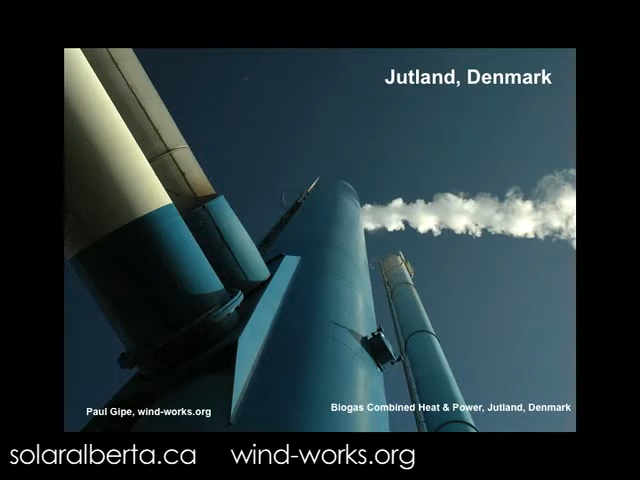 Jutland, Denmark
Paul Gipe, wind-works.org
Biogas Combined Heat & Power, Jutland, Denmark
solaralberta.ca wind-works.org